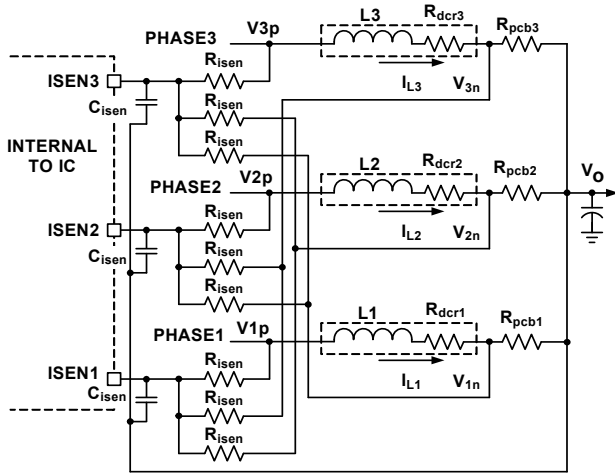 PHASE3
V3p
L3
Rdcr3
Rpcb3
ISEN3
Risen
Cisen
Risen
Risen
IL3
V3n
INTERNAL
TO IC
PHASE2
V2p
L2
Rdcr2
Rpcb2
Vo
ISEN2
Risen
Cisen
Risen
Risen
IL2
V2n
PHASE1
V1p
L1
Rdcr1
Rpcb1
ISEN1
Risen
Cisen
Risen
Risen
IL1
V1n